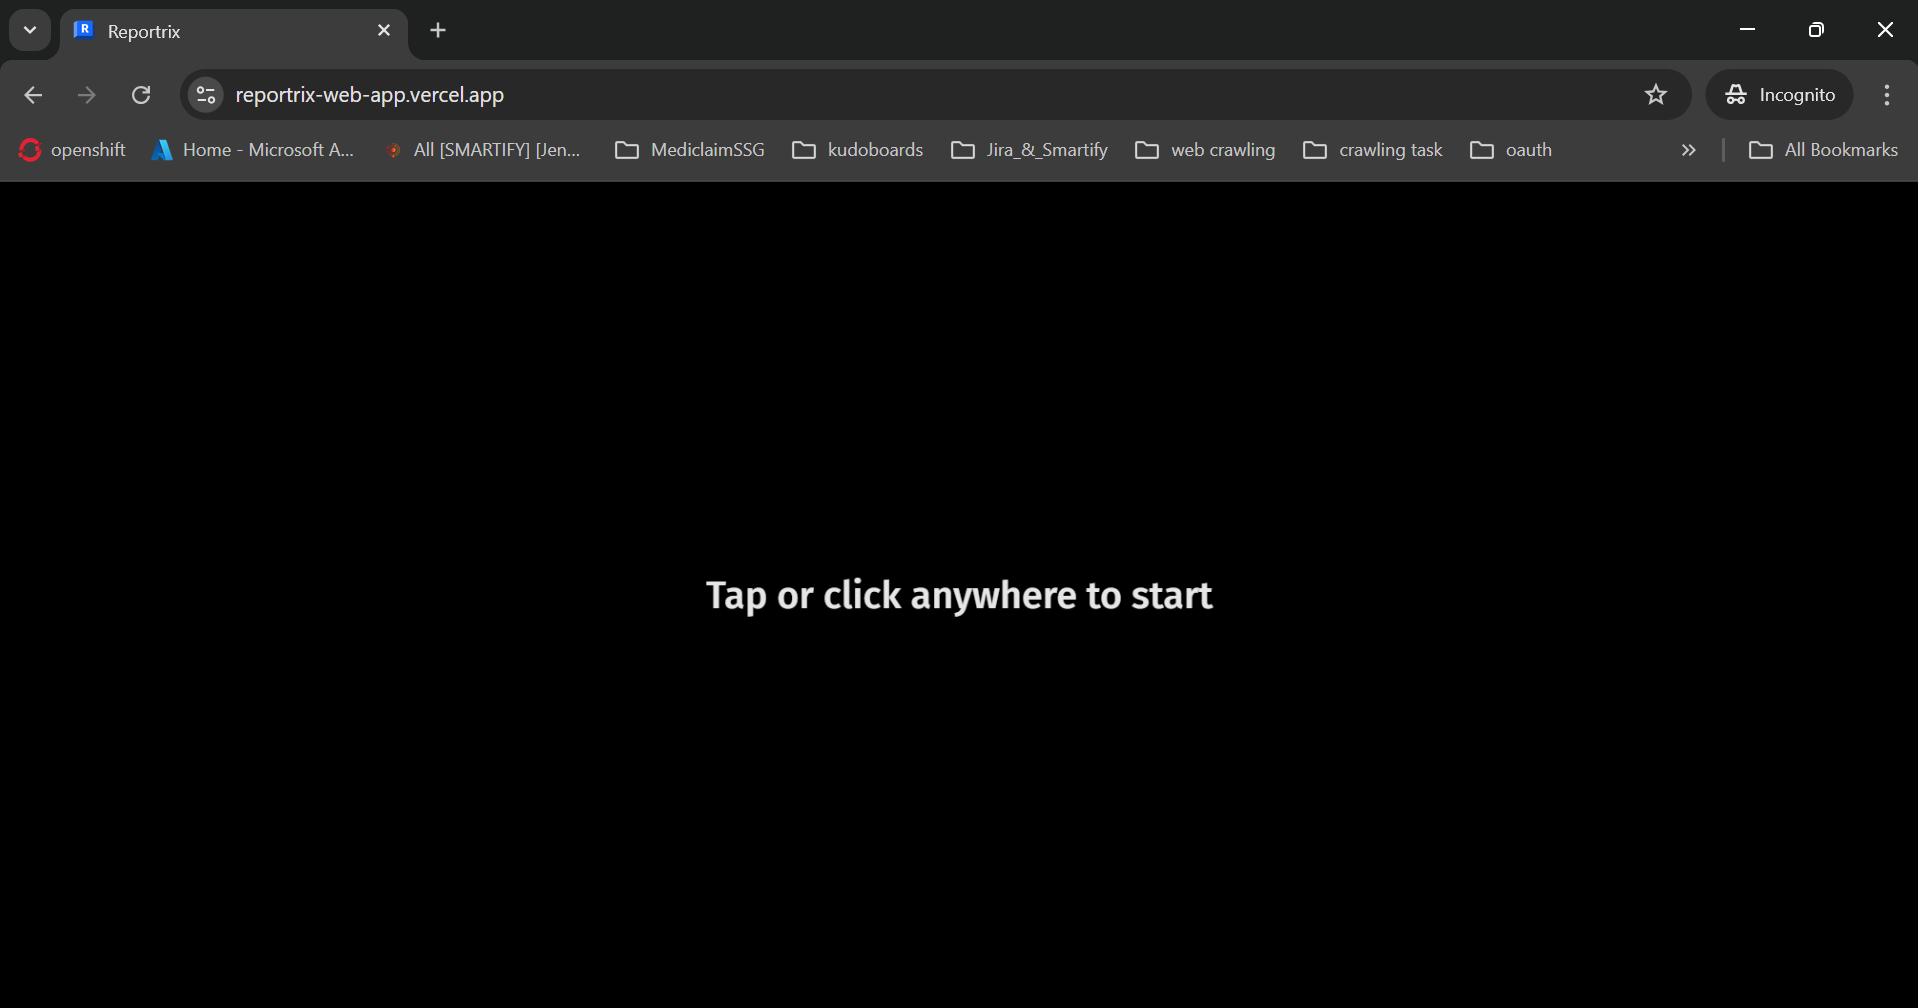 R Reportrix
reportrix-web-app.vercel.app
Incognito
openshift
Home - Microsoft A...
All [SMARTIFY] [Jen...
MediclaimSSG
kudoboards
Jira_&_Smartify
web crawling
crawling task
oauth
All Bookmarks
Tap or click anywhere to start